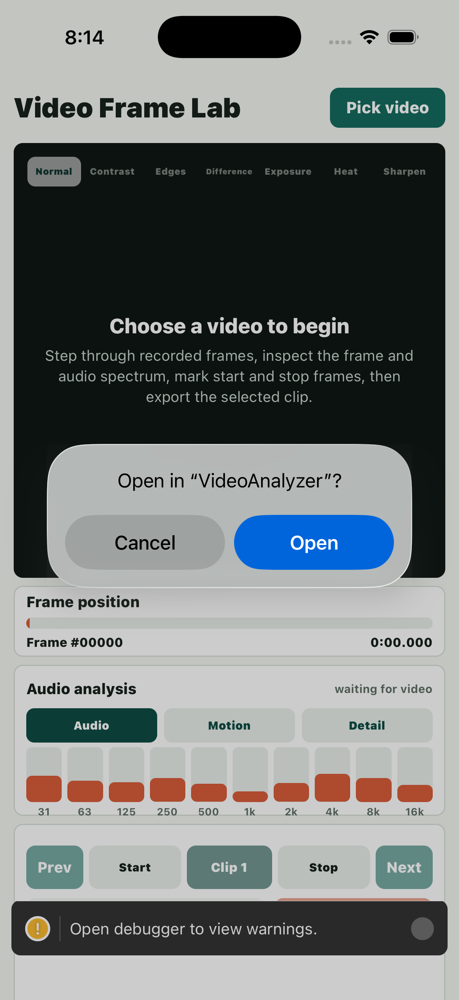 8:14
Video Frame Lab
Pick video
Normal
Contrast
Edges
Difference
Exposure
Heat
Sharpen
Choose a video to begin
Step through recorded frames, inspect the frame and
audio spectrum, mark start and stop frames, then
export the selected clip.
Open in “VideoAnalyzer”?
Cancel
Open
Frame position
Frame #00000
0:00.000
Audio analysis
waiting for video
Audio
Motion
Detail
31
63
125
250
500
1k
2k
4k
8k
16k
Prev
Start
Clip 1
Stop
Next
!
Open debugger to view warnings.